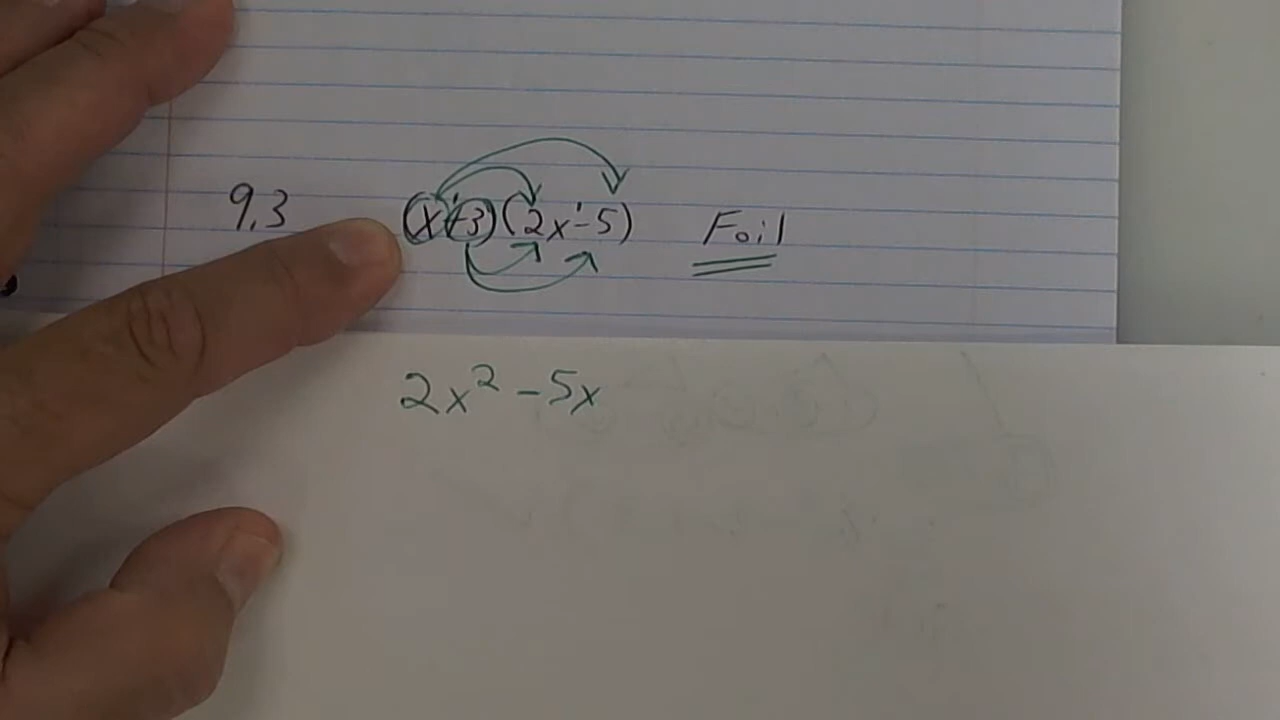 9.3 (x+3)(2x-5) Foil
2x² -5x